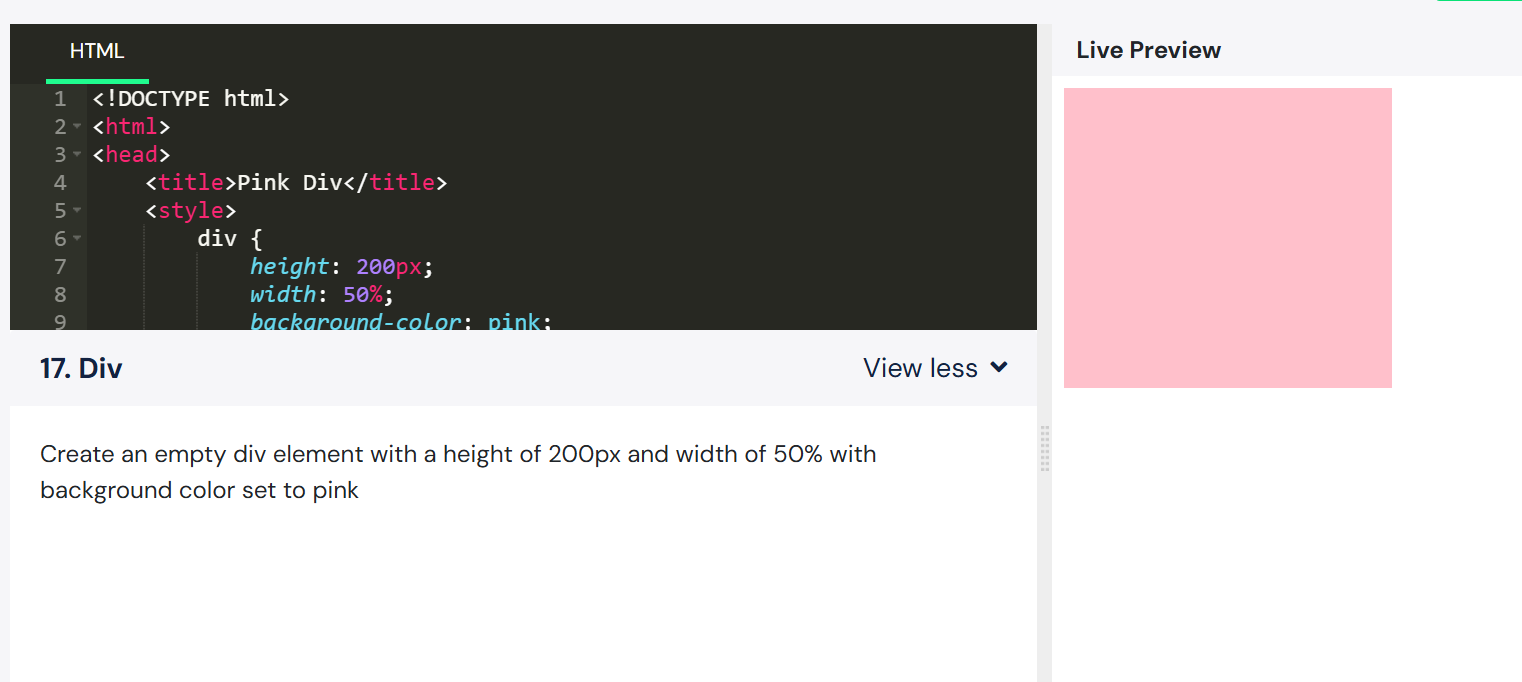 HTML
Live Preview
1 <!DOCTYPE html>
2 <html>
3 <head>
4     <title>Pink Div</title>
5     <style>
6         div {
7             height: 200px;
8             width: 50%;
9             background-color: pink;
17. Div
View less
Create an empty div element with a height of 200px and width of 50% with
background color set to pink